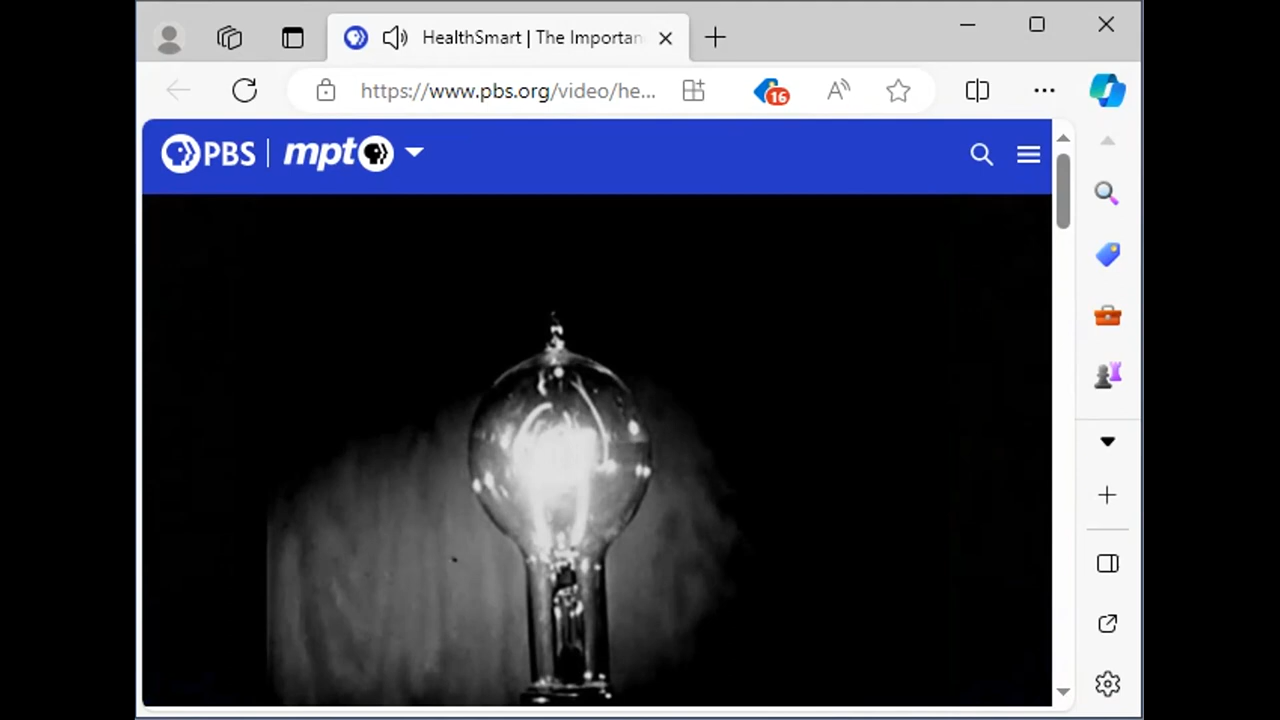 HealthSmart | The Importan
https://www.pbs.org/video/he...
16
A
PBS | mpt